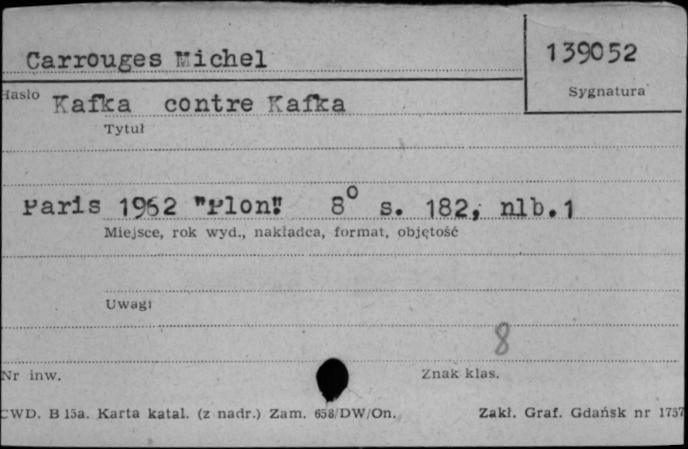 Carrouges Michel
139052
Hasło
Sygnatura
Kafka contre Kafka
Tytuł
Paris 1962 "Plon" 8° s. 182, nlb.1
Miejsce, rok wyd., nakładca, format, objętość
Uwagi
8
Nr inw.
Znak klas.
CWD. B 15a. Karta katal. (z nadr.) Zam. 658/DW/On.
Zakł. Graf. Gdańsk nr 1757